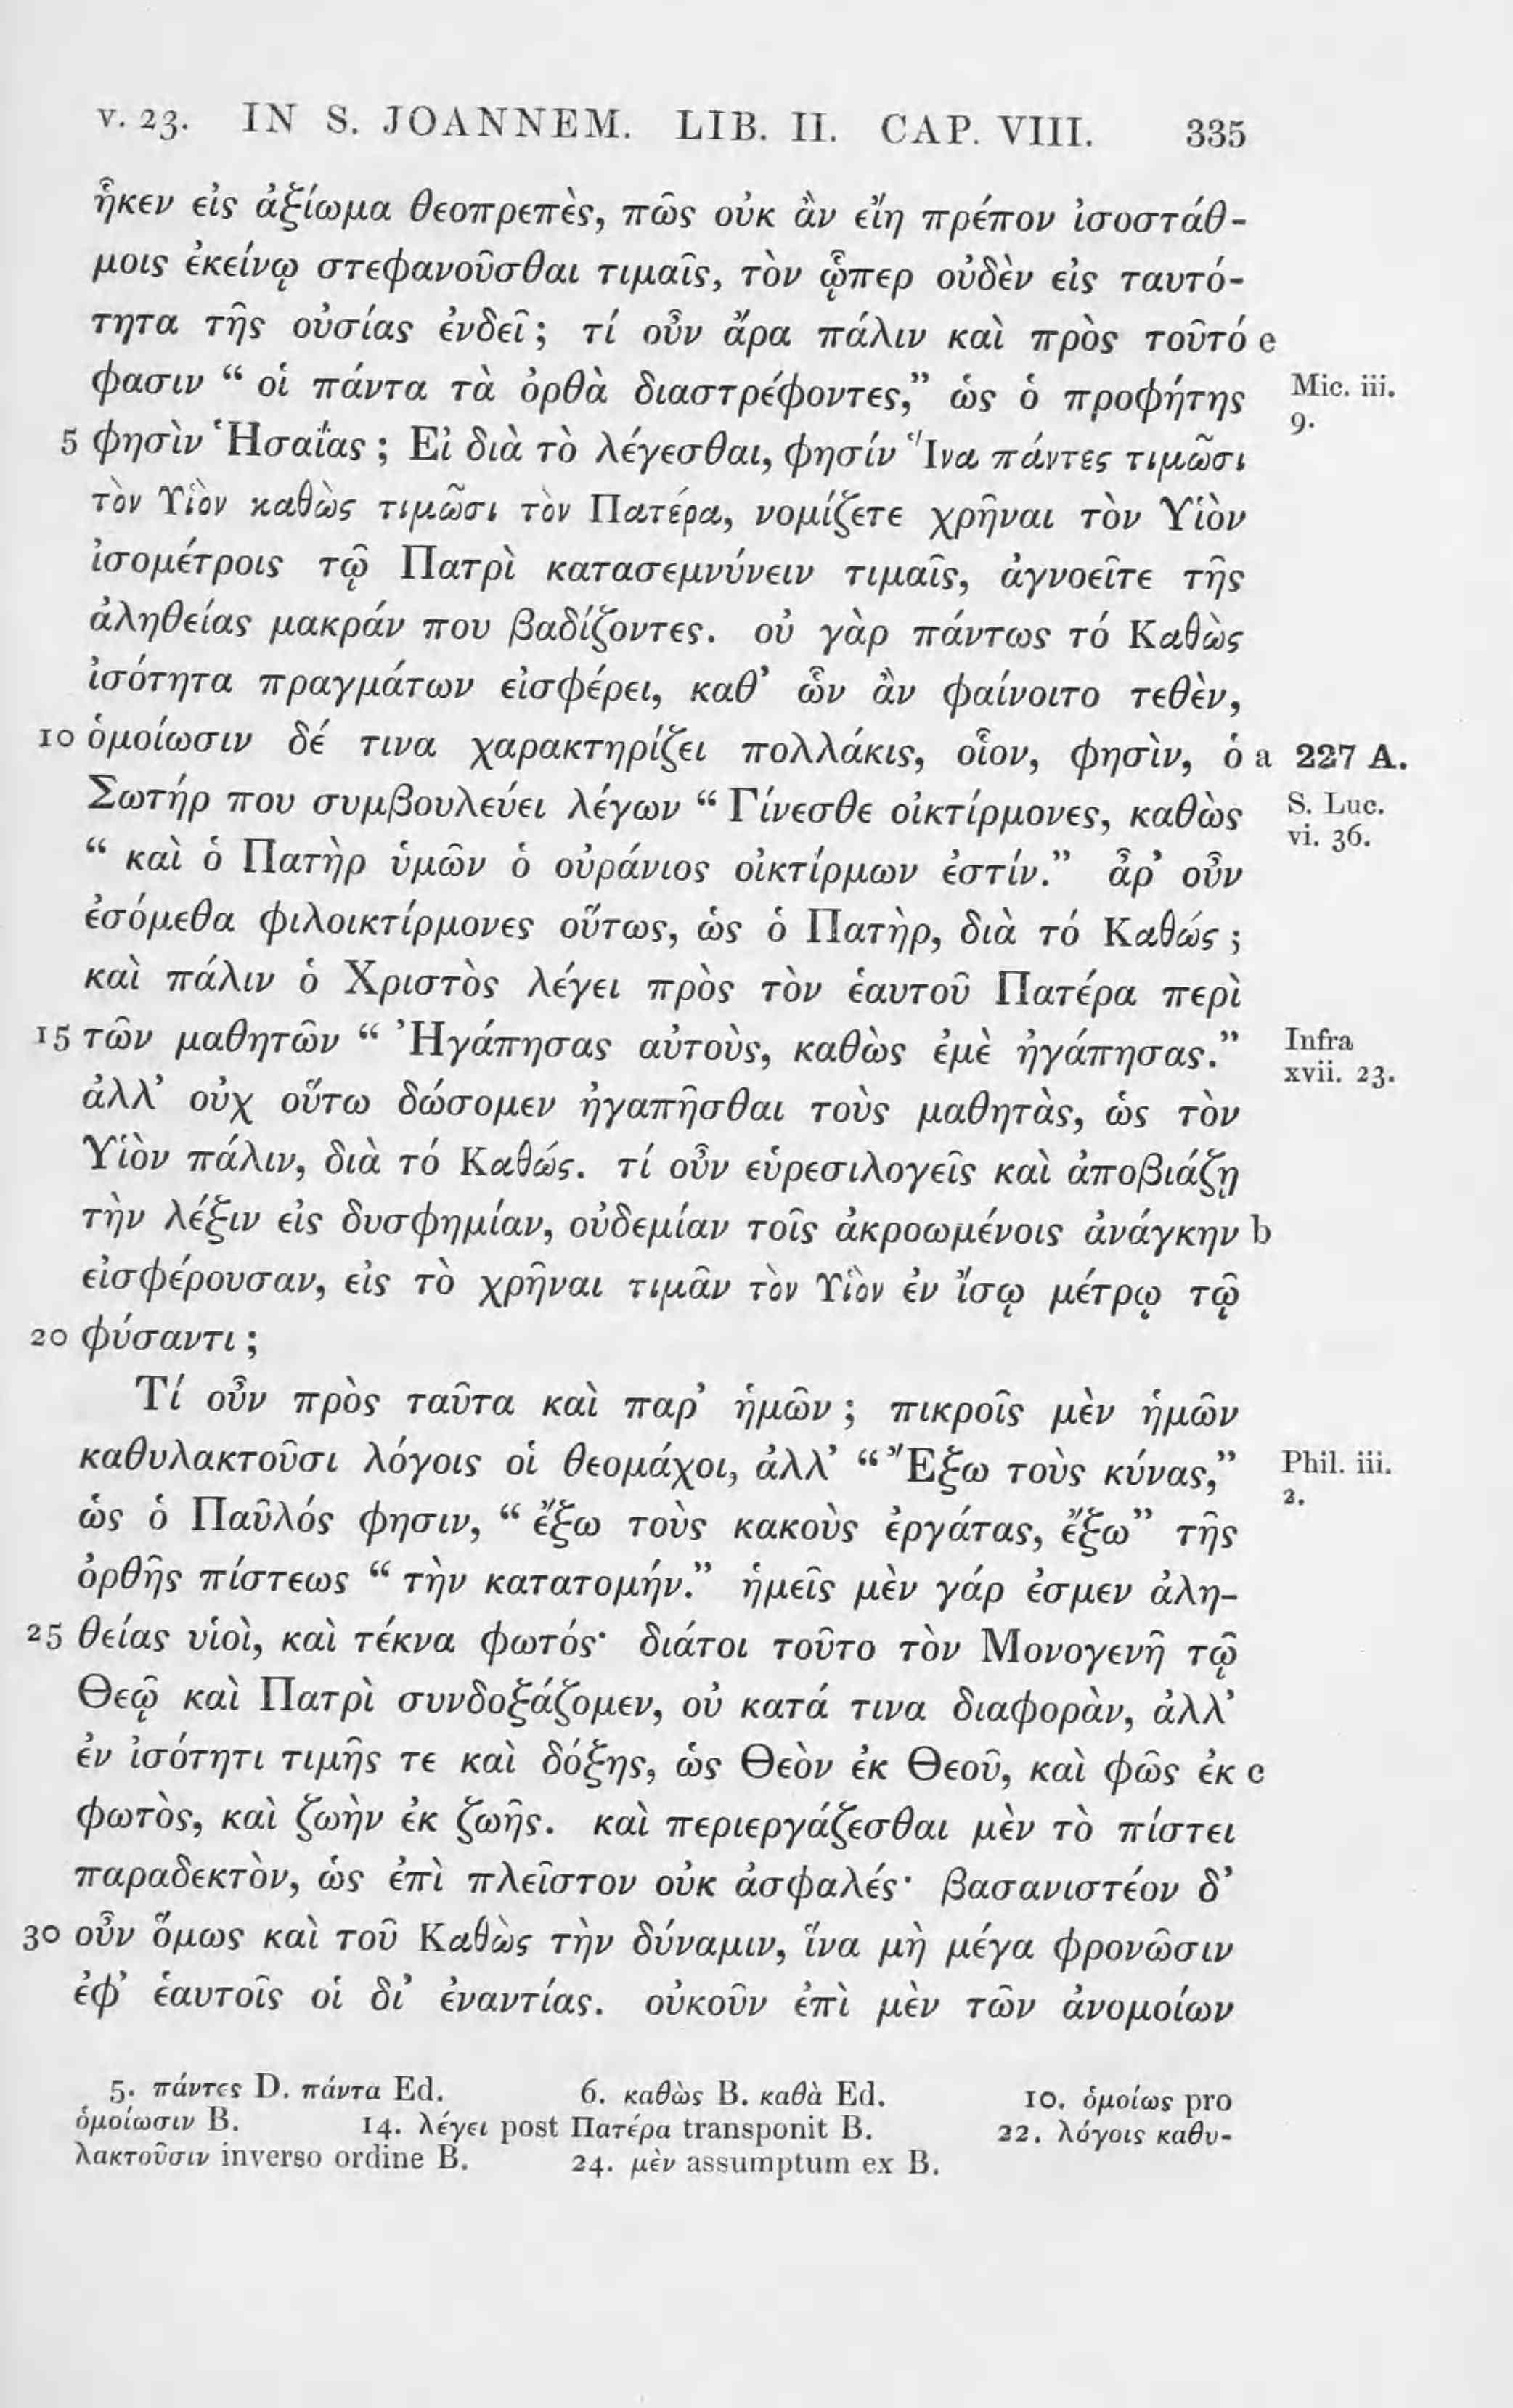 v. 23. IN S. JOANNEM. LIB. II. CAP. VIII. 335
ἧκεν εἰς ἀξίωμα θεοπρεπὲς, πῶς οὐκ ἂν εἴη πρέπον ἰσοστάθ-
μοις ἐκείνῳ στεφανοῦσθαι τιμαῖς, τὸν ᾧπερ οὐδὲν εἰς ταυτό-
τητα τῆς οὐσίας ἐνδεῖ; τί οὖν ἄρα πάλιν καὶ πρὸς τοῦτό e
φασιν “ οἱ πάντα τὰ ὀρθὰ διαστρέφοντες,” ὡς ὁ προφήτης Mic. iii. 9.
5 φησὶν Ἡσαΐας; Εἰ διὰ τὸ λέγεσθαι, φησίν Ἵνα πάντες τιμῶσι
τὸν Υἱὸν καθὼς τιμῶσι τὸν Πατέρα, νομίζετε χρῆναι τὸν Υἱὸν
ἰσομέτροις τῷ Πατρὶ κατασεμνύνειν τιμαῖς, ἀγνοεῖτε τῆς
ἀληθείας μακράν που βαδίζοντες. οὐ γὰρ πάντως τό Καθὼς
ἰσότητα πραγμάτων εἰσφέρει, καθ’ ὧν ἂν φαίνοιτο τεθὲν,
10 ὁμοίωσιν δέ τινα χαρακτηρίζει πολλάκις, οἷον, φησὶν, ὁ a 227 A.
Σωτήρ που συμβουλεύει λέγων “ Γίνεσθε οἰκτίρμονες, καθὼς S. Luc. vi. 36.
“ καὶ ὁ Πατὴρ ὑμῶν ὁ οὐράνιος οἰκτίρμων ἐστίν.” ἆρ’ οὖν
ἐσόμεθα φιλοικτίρμονες οὕτως, ὡς ὁ Πατὴρ, διὰ τό Καθώς;
καὶ πάλιν ὁ Χριστὸς λέγει πρὸς τὸν ἑαυτοῦ Πατέρα περὶ
15 τῶν μαθητῶν “ Ἠγάπησας αὐτοὺς, καθὼς ἐμὲ ἠγάπησας.” Infra xvii. 23.
ἀλλ’ οὐχ οὕτω δώσομεν ἠγαπῆσθαι τοὺς μαθητὰς, ὡς τὸν
Υἱὸν πάλιν, διὰ τό Καθώς. τί οὖν εὑρεσιλογεῖς καὶ ἀποβιάζῃ
τὴν λέξιν εἰς δυσφημίαν, οὐδεμίαν τοῖς ἀκροωμένοις ἀνάγκην b
εἰσφέρουσαν, εἰς τὸ χρῆναι τιμᾶν τὸν Υἱὸν ἐν ἴσῳ μέτρῳ τῷ
20 φύσαντι;
Τί οὖν πρὸς ταῦτα καὶ παρ’ ἡμῶν; πικροῖς μὲν ἡμῶν
καθυλακτοῦσι λόγοις οἱ θεομάχοι, ἀλλ’ “ Ἔξω τοὺς κύνας,” Phil. iii. 2.
ὡς ὁ Παῦλός φησιν, “ ἔξω τοὺς κακοὺς ἐργάτας, ἔξω” τῆς
ὀρθῆς πίστεως “ τὴν κατατομήν.” ἡμεῖς μὲν γάρ ἐσμεν ἀλη-
25 θείας υἱοὶ, καὶ τέκνα φωτός· διάτοι τοῦτο τὸν Μονογενῆ τῷ
Θεῷ καὶ Πατρὶ συνδοξάζομεν, οὐ κατά τινα διαφορὰν, ἀλλ’
ἐν ἰσότητι τιμῆς τε καὶ δόξης, ὡς Θεὸν ἐκ Θεοῦ, καὶ φῶς ἐκ c
φωτὸς, καὶ ζωὴν ἐκ ζωῆς. καὶ περιεργάζεσθαι μὲν τὸ πίστει
παραδεκτὸν, ὡς ἐπὶ πλεῖστον οὐκ ἀσφαλές· βασανιστέον δ’
30 οὖν ὅμως καὶ τοῦ Καθὼς τὴν δύναμιν, ἵνα μὴ μέγα φρονῶσιν
ἐφ’ ἑαυτοῖς οἱ δι’ ἐναντίας. οὐκοῦν ἐπὶ μὲν τῶν ἀνομοίων
5. πάντες D. πάντα Ed. 6. καθὼς B. καθὰ Ed. 10. ὁμοίως pro
ὁμοίωσιν B. 14. λέγει post Πατέρα transponit B. 22. λόγοις καθυ-
λακτοῦσιν inverso ordine B. 24. μὲν assumptum ex B.